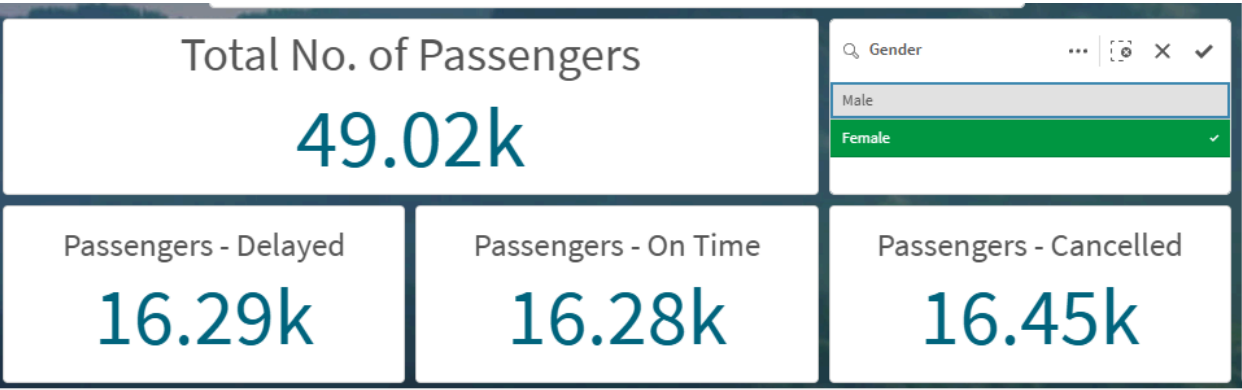 Total No. of Passengers
49.02k
Gender
Male
Female
Passengers - Delayed
16.29k
Passengers - On Time
16.28k
Passengers - Cancelled
16.45k